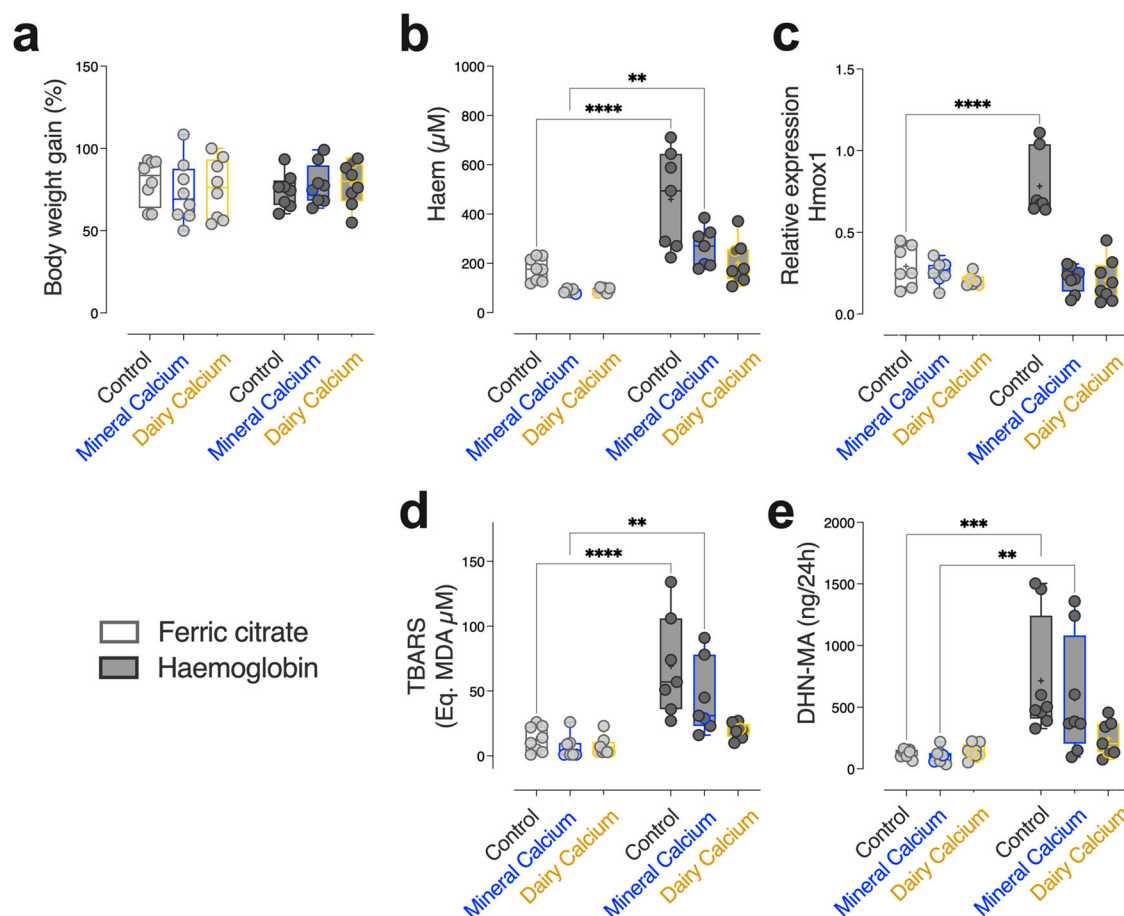 a
Body weight gain (%)
150
100
50
0
Control
Mineral Calcium
Dairy Calcium
Control
Mineral Calcium
Dairy Calcium
b
Haem (µM)
1000
800
600
400
200
0
**
****
Control
Mineral Calcium
Dairy Calcium
Control
Mineral Calcium
Dairy Calcium
c
Relative expression
Hmox1
1.5
1.0
0.5
0.0
****
Control
Mineral Calcium
Dairy Calcium
Control
Mineral Calcium
Dairy Calcium
Ferric citrate
Haemoglobin
d
TBARS
(Eq. MDA µM)
150
100
50
0
**
****
Control
Mineral Calcium
Dairy Calcium
Control
Mineral Calcium
Dairy Calcium
e
DHN-MA (ng/24h)
2000
1500
1000
500
0
***
**
Control
Mineral Calcium
Dairy Calcium
Control
Mineral Calcium
Dairy Calcium